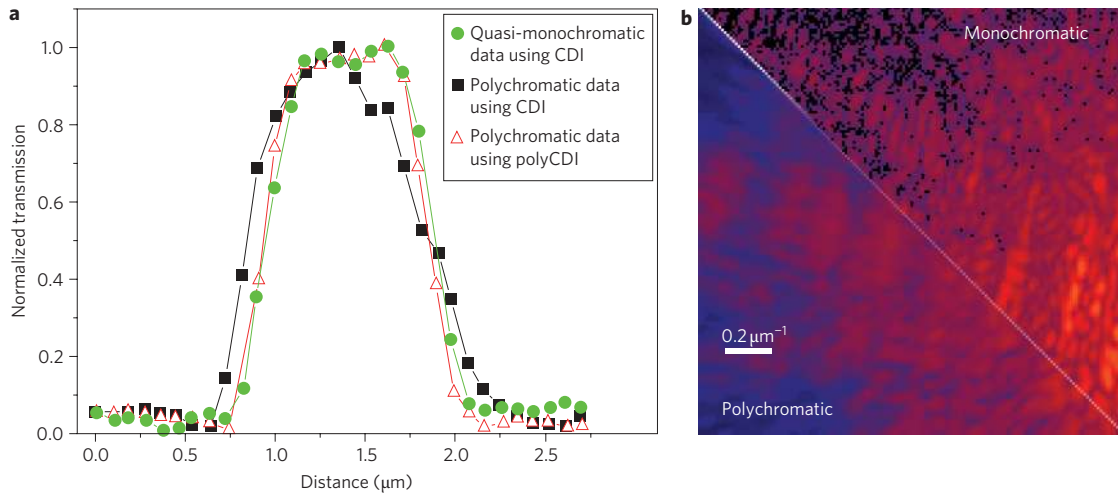 a
1.0
0.8
0.6
0.4
0.2
0.0
Normalized transmission
0.0 0.5 1.0 1.5 2.0 2.5
Distance (μm)
Quasi-monochromatic
data using CDI
Polychromatic data
using CDI
Polychromatic data
using polyCDI
b
Monochromatic
0.2 μm⁻¹
Polychromatic